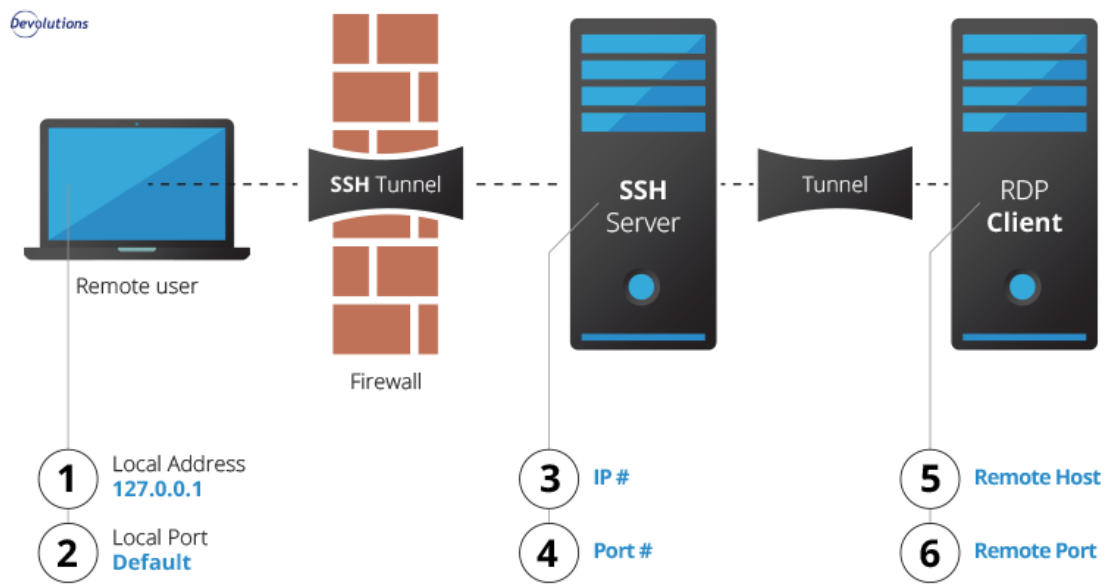 Devolutions
SSH Tunnel
SSH
Server
Tunnel
RDP
Client
Remote user
Firewall
1
Local Address
127.0.0.1
2
Local Port
Default
3
IP #
4
Port #
5
Remote Host
6
Remote Port